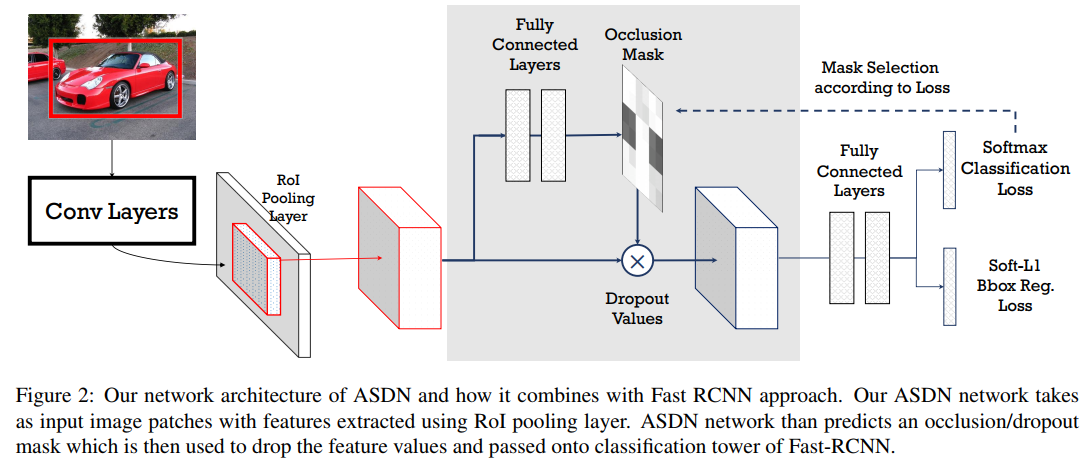 Conv Layers
RoI
Pooling
Layer
Fully
Connected
Layers
Occlusion
Mask
Dropout
Values
Mask Selection
according to Loss
Fully
Connected
Layers
Softmax
Classification
Loss
Soft-L1
Bbox Reg.
Loss
Figure 2: Our network architecture of ASDN and how it combines with Fast RCNN approach. Our ASDN network takes
as input image patches with features extracted using RoI pooling layer. ASDN network than predicts an occlusion/dropout
mask which is then used to drop the feature values and passed onto classification tower of Fast-RCNN.